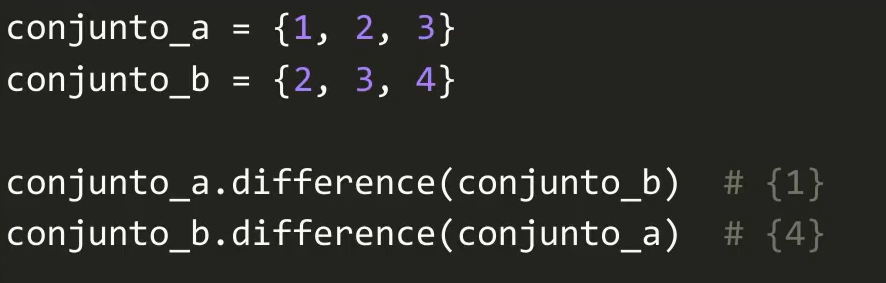 conjunto_a = {1, 2, 3}
conjunto_b = {2, 3, 4}
conjunto_a.difference(conjunto_b)  # {1}
conjunto_b.difference(conjunto_a)  # {4}